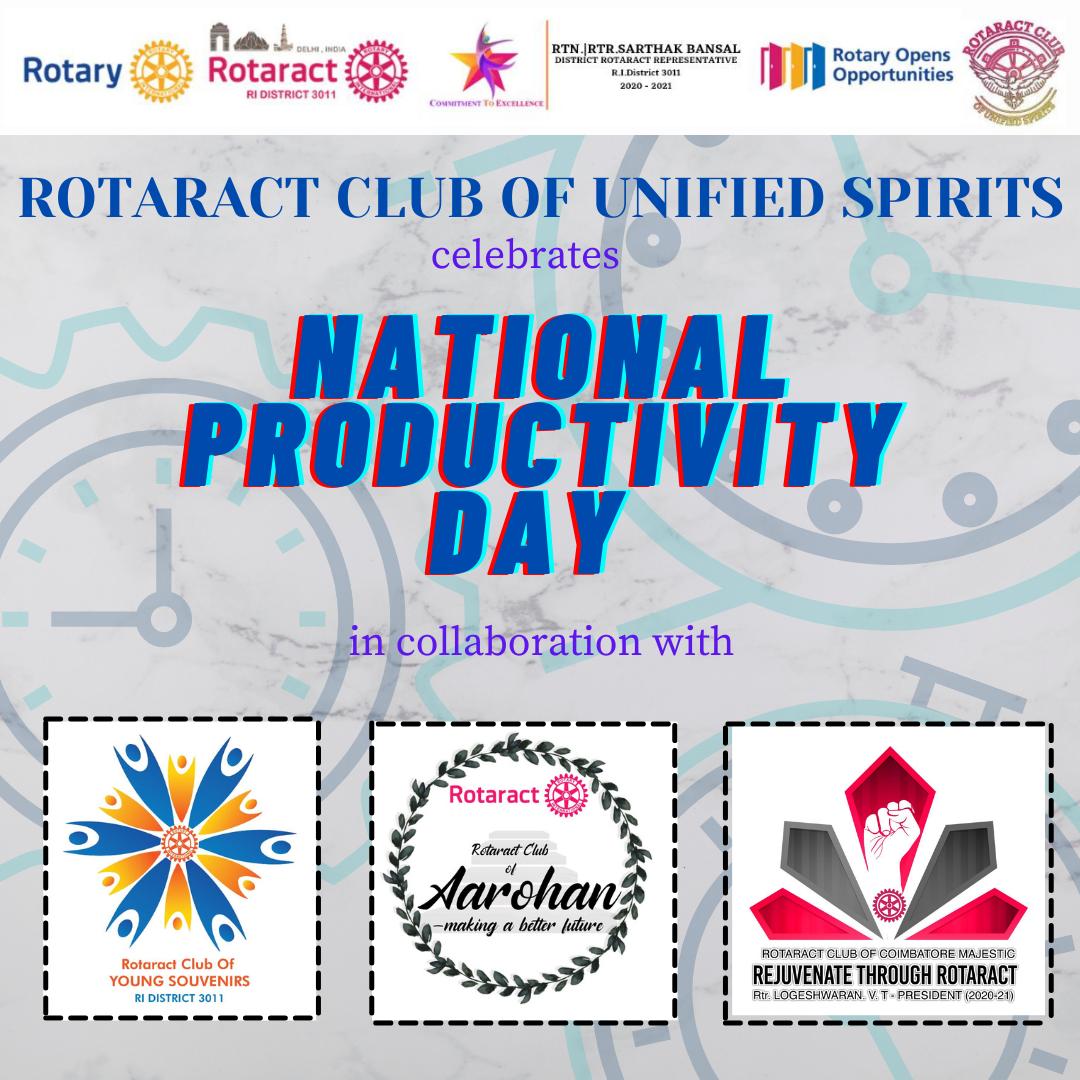 Rotary
DELHI , INDIA
Rotaract
RI DISTRICT 3011
COMMITMENT TO EXCELLENCE
RTN.|RTR.SARTHAK BANSAL
DISTRICT ROTARACT REPRESENTATIVE
R.I.District 3011
2020 - 2021
Rotary Opens
Opportunities
ROTARACT CLUB
OF UNIFIED SPIRITS
ROTARACT CLUB OF UNIFIED SPIRITS
celebrates
NATIONAL
PRODUCTIVITY
DAY
in collaboration with
Rotaract Club Of
YOUNG SOUVENIRS
RI DISTRICT 3011
Rotaract
Rotaract Club
of
Aarohan
-making a better future
ROTARACT CLUB OF COIMBATORE MAJESTIC
REJUVENATE THROUGH ROTARACT
Rtr. LOGESHWARAN. V. T - PRESIDENT (2020-21)